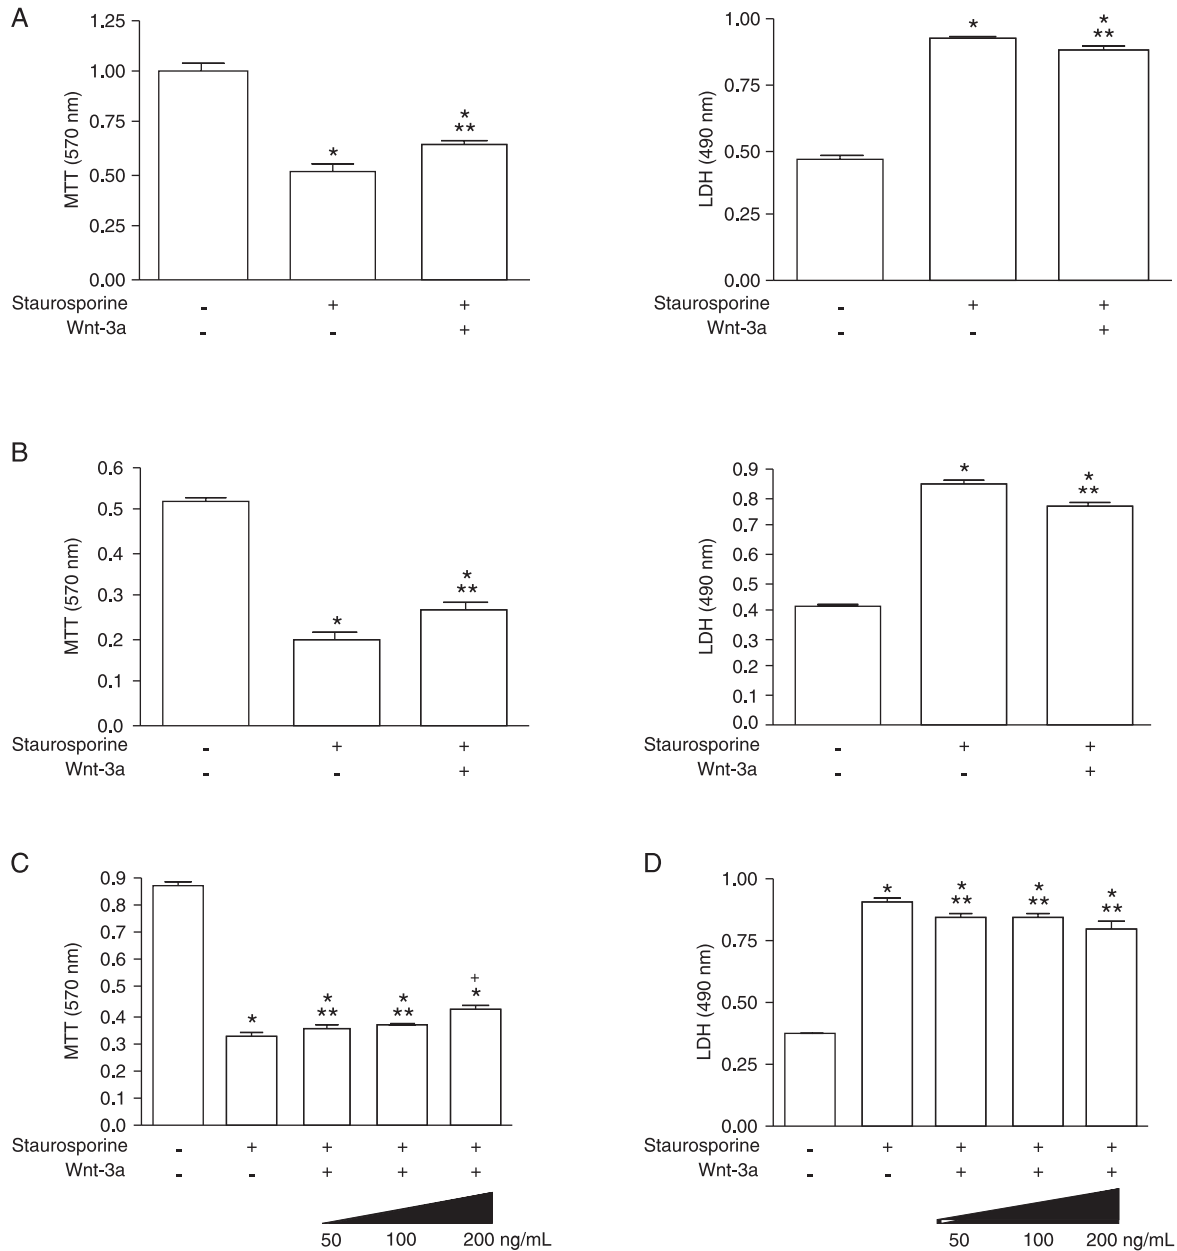 A
MTT (570 nm)
1.25
1.00
0.75
0.50
0.25
0.00
*
*
**
Staurosporine - + +
Wnt-3a - - +
LDH (490 nm)
1.00
0.75
0.50
0.25
0.00
*
*
**
Staurosporine - + +
Wnt-3a - - +
B
MTT (570 nm)
0.6
0.5
0.4
0.3
0.2
0.1
0.0
*
*
**
Staurosporine - + +
Wnt-3a - - +
LDH (490 nm)
0.9
0.8
0.7
0.6
0.5
0.4
0.3
0.2
0.1
0.0
*
*
**
Staurosporine - + +
Wnt-3a - - +
C
MTT (570 nm)
0.9
0.8
0.7
0.6
0.5
0.4
0.3
0.2
0.1
0.0
*
*
**
*
**
+
*
Staurosporine - + + + +
Wnt-3a - - + + +
50 100 200 ng/mL
D
LDH (490 nm)
1.00
0.75
0.50
0.25
0.00
*
*
**
*
**
*
**
Staurosporine - + + + +
Wnt-3a - - + + +
50 100 200 ng/mL